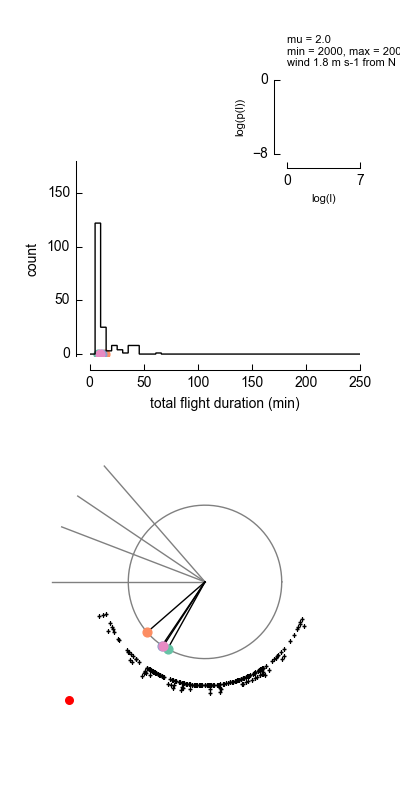 mu = 2.0
min = 2000, max = 200
wind 1.8 m s-1 from N
0
log(p(l))
−8
0 7
log(l)
150
100
count
50
0
0 50 100 150 200 250
total flight duration (min)